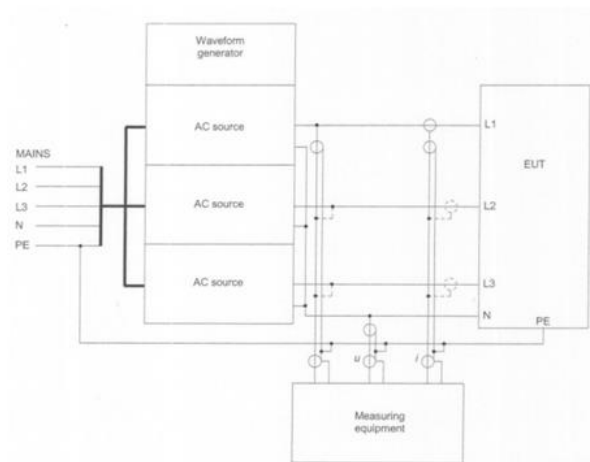 Waveform
generator
AC source
L1
MAINS
L1
EUT
L2
L3
AC source
L2
N
PE
AC source
L3
N
PE
u
i
Measuring
equipment